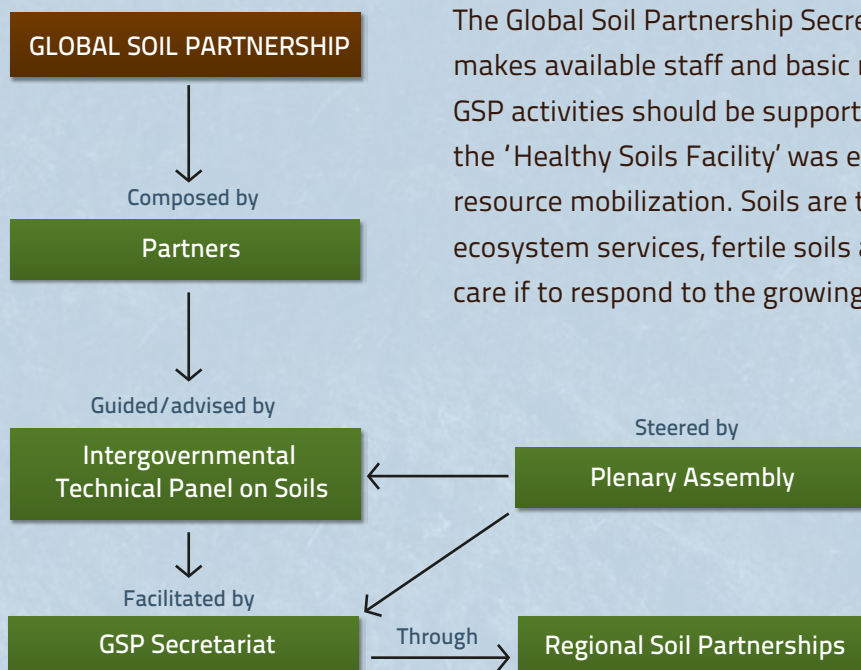 GLOBAL SOIL PARTNERSHIP
Composed by
Partners
Guided/advised by
Intergovernmental
Technical Panel on Soils
Facilitated by
GSP Secretariat
Through
Regional Soil Partnerships
Steered by
Plenary Assembly
The Global Soil Partnership
makes available staff and basic
GSP activities should be
the ‘Healthy Soils Facility’ was
resource mobilization. Soils are
ecosystem services, fertile soils
care if to respond to the growing